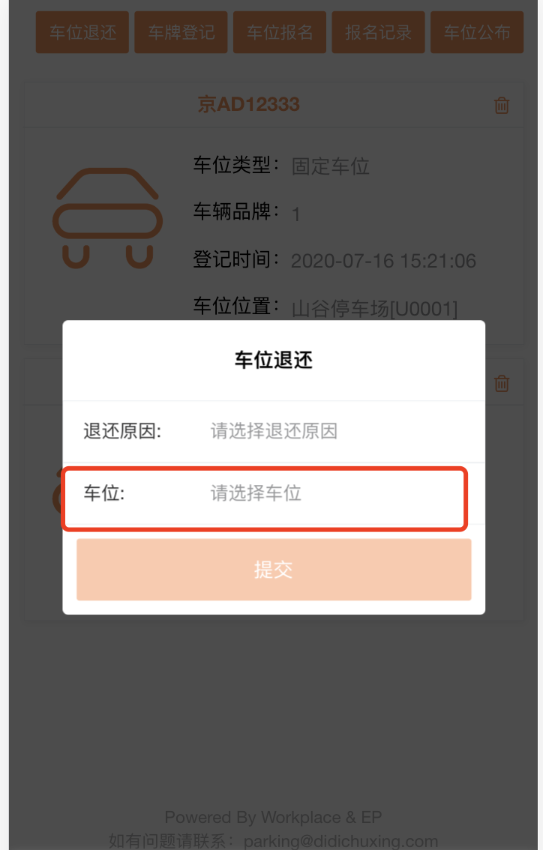 车位退还 车牌登记 车位报名 报名记录 车位公布
京AD12333
车位类型： 固定车位
车辆品牌： 1
登记时间： 2020-07-16 15:21:06
车位位置： 山谷停车场[U0001]
车位退还
退还原因: 请选择退还原因
车位: 请选择车位
提交
Powered By Workplace & EP
如有问题请联系：parking@didichuxing.com